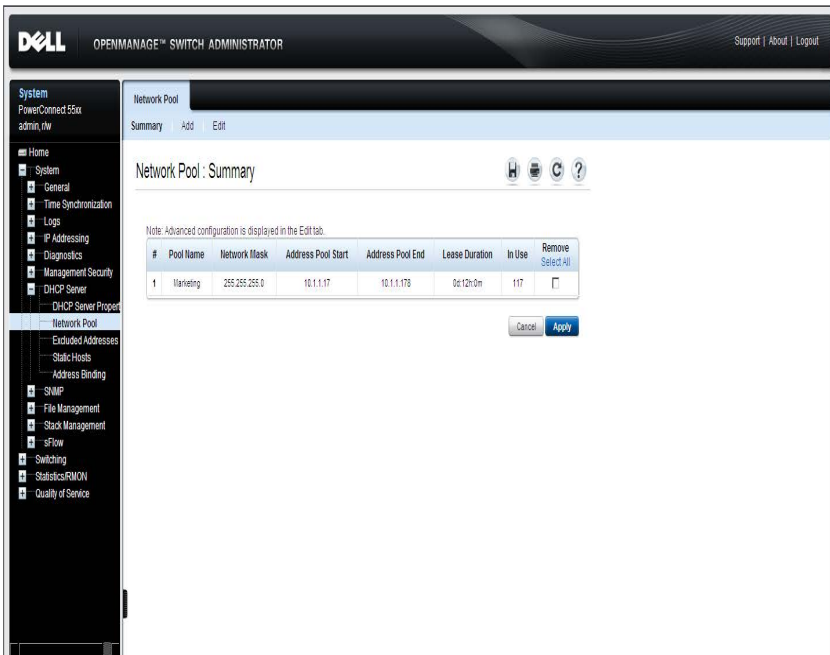 DELL
OPENMANAGE™ SWITCH ADMINISTRATOR
Support | About | Logout
System
PowerConnect 55xx
admin, r/w
Home
System
General
Time Synchronization
Logs
IP Addressing
Diagnostics
Management Security
DHCP Server
DHCP Server Propert
Network Pool
Excluded Addresses
Static Hosts
Address Binding
SNMP
File Management
Stack Management
sFlow
Switching
Statistics/RMON
Quality of Service
Network Pool
Summary | Add | Edit
Network Pool : Summary
Note: Advanced configuration is displayed in the Edit tab.
# Pool Name Network Mask Address Pool Start Address Pool End Lease Duration In Use Remove Select All
1 Marketing 255.255.255.0 10.1.1.17 10.1.1.178 0d:12h:0m 117
Cancel Apply